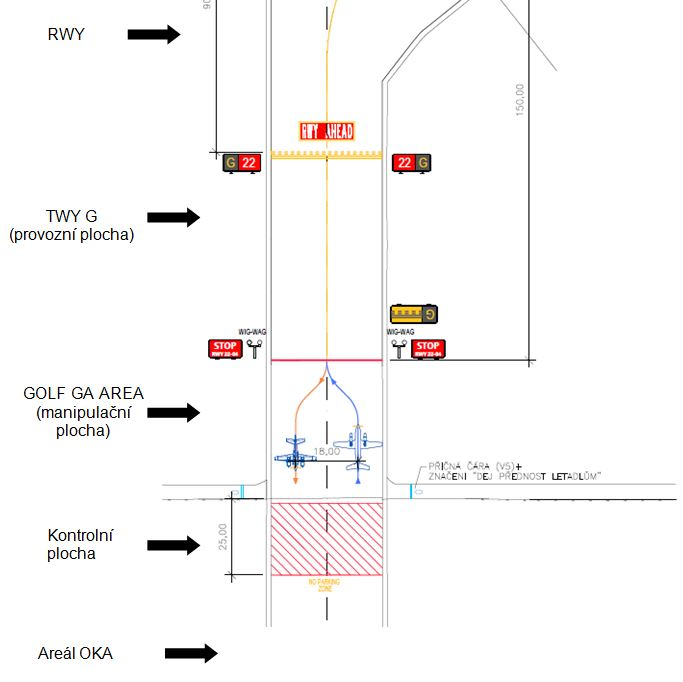 90
RWY
150,00
RWY AHEAD
G 22
22 G
TWY G
(provozní plocha)
G
WIG-WAG
WIG-WAG
STOP
RWY 22-04
STOP
RWY 22-04
GOLF GA AREA
(manipulační
plocha)
18,00
PŘÍČNÁ ČÁRA (V5)+
ZNAČENÍ "DEJ PŘEDNOST LETADLŮM"
Kontrolní
plocha
25,00
NO PARKING
ZONE
Areál OKA